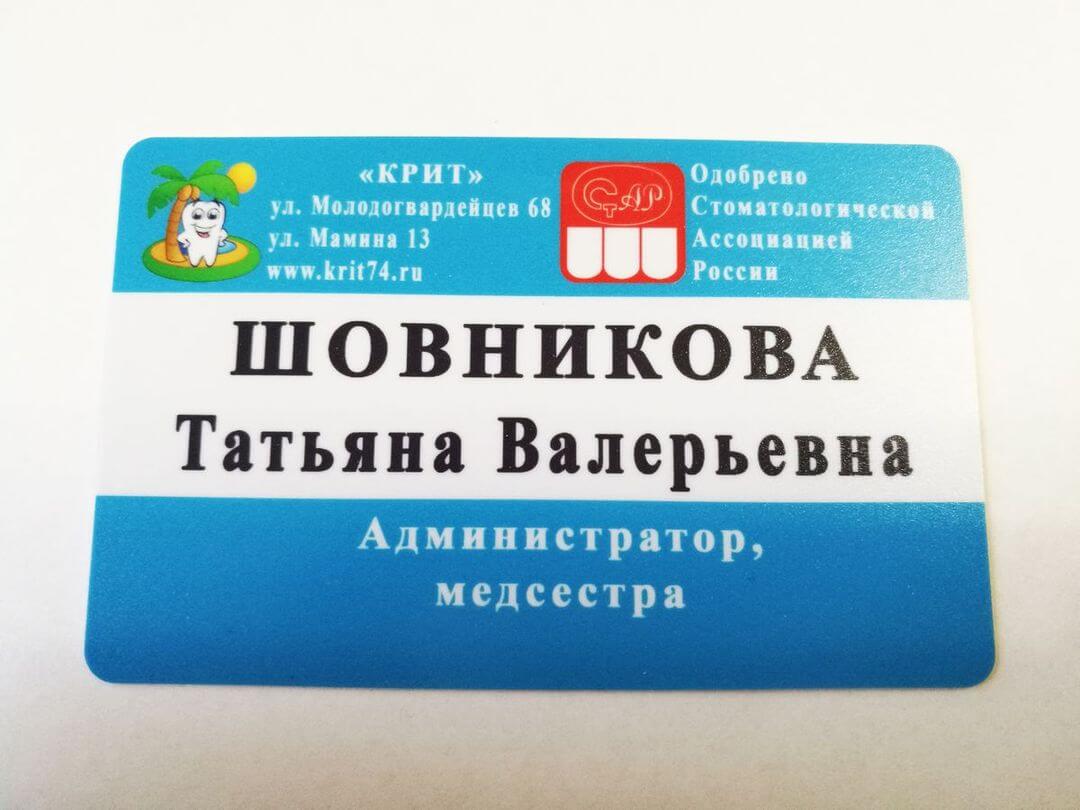 «КРИТ»
ул. Молодогвардейцев 68
ул. Мамина 13
www.krit74.ru
СТАР
Одобрено
Стоматологической
Ассоциацией
России
ШОВНИКОВА
Татьяна Валерьевна
Администратор,
медсестра